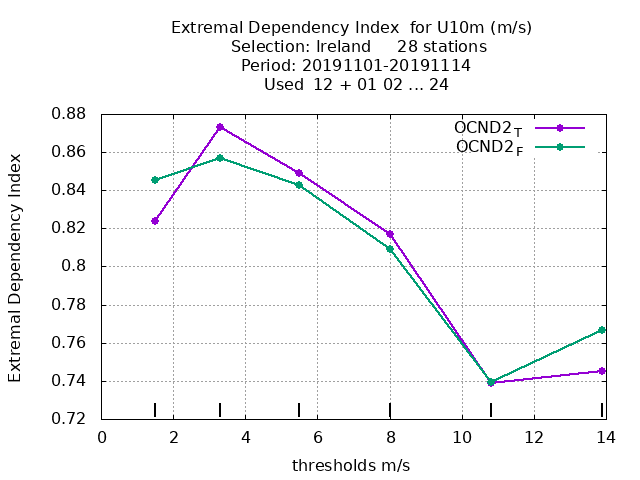 Extremal Dependency Index  for U10m (m/s)
Selection: Ireland     28 stations
Period: 20191101-20191114
Used  12 + 01 02 ... 24
OCND2T
OCND2F
Extremal Dependency Index
0.88
0.86
0.84
0.82
0.8
0.78
0.76
0.74
0.72
0 2 4 6 8 10 12 14
thresholds m/s